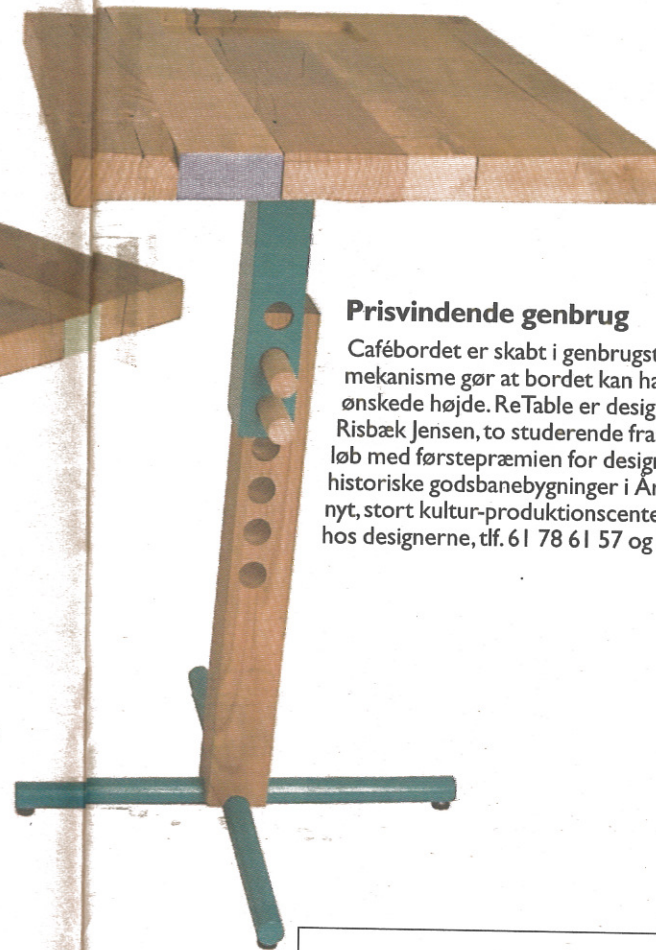 Prisvindende genbrug
Cafébordet er skabt i genbrugst
mekanisme gør at bordet kan ha
ønskede højde. ReTable er desig
Risbæk Jensen, to studerende fra
løb med førstepræmien for design
historiske godsbanebygninger i
nyt, stort kultur-produktionscente
hos designerne, tlf. 61 78 61 57 og